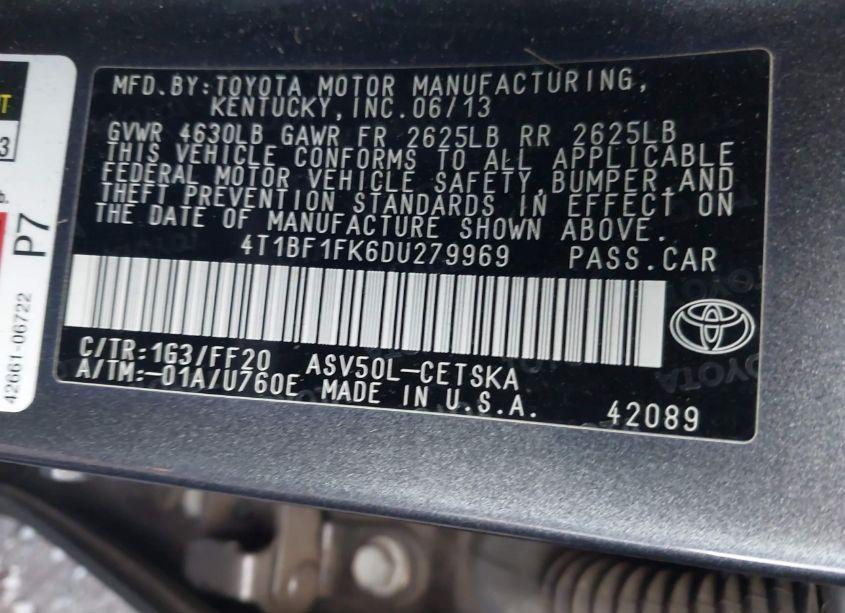 MFD. BY: TOYOTA MOTOR MANUFACTURING,
KENTUCKY, INC. 06/13
GVWR 4630LB GAWR FR 2625LB RR 2625LB
THIS VEHICLE CONFORMS TO ALL APPLICABLE
FEDERAL MOTOR VEHICLE SAFETY, BUMPER, AND
THEFT PREVENTION STANDARDS IN EFFECT ON
THE DATE OF MANUFACTURE SHOWN ABOVE.
4T1BF1FK6DU279969 PASS.CAR
C/TR:1G3/FF20 ASV50L-CETSKA
A/TM:-01A/U760E MADE IN U.S.A. 42089
P7
42661-06722